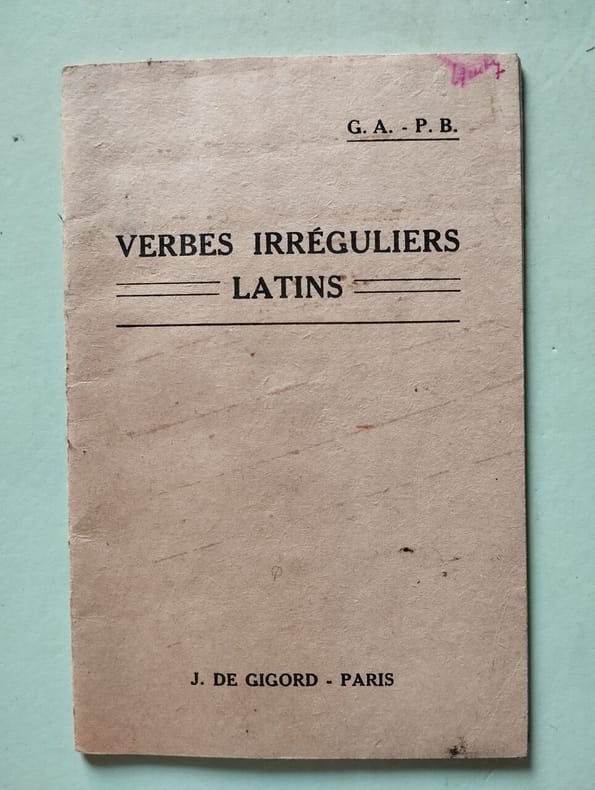 G. A. - P. B.
VERBES IRRÉGULIERS
LATINS
J. DE GIGORD - PARIS